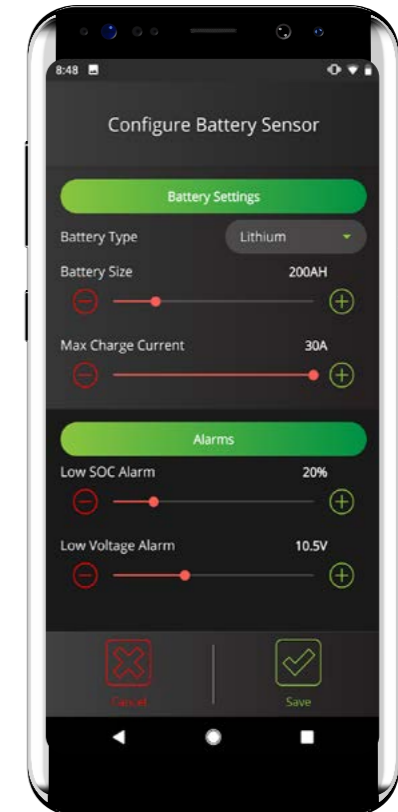 8:48
Configure Battery Sensor
Battery Settings
Battery Type Lithium
Battery Size 200AH
Max Charge Current 30A
Alarms
Low SOC Alarm 20%
Low Voltage Alarm 10.5V
Cancel Save